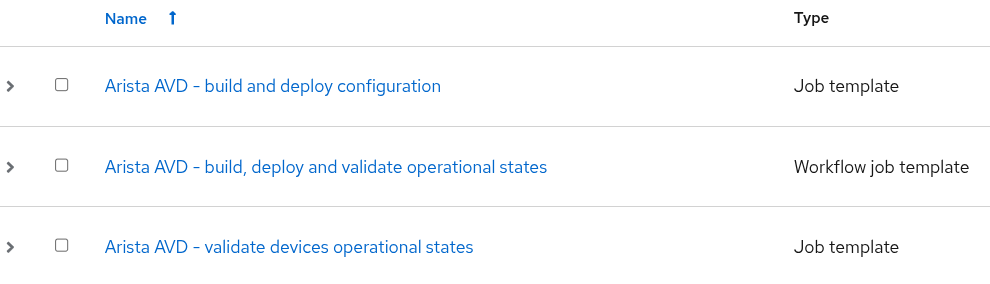 Name Type
Arista AVD - build and deploy configuration Job template
Arista AVD - build, deploy and validate operational states Workflow job template
Arista AVD - validate devices operational states Job template